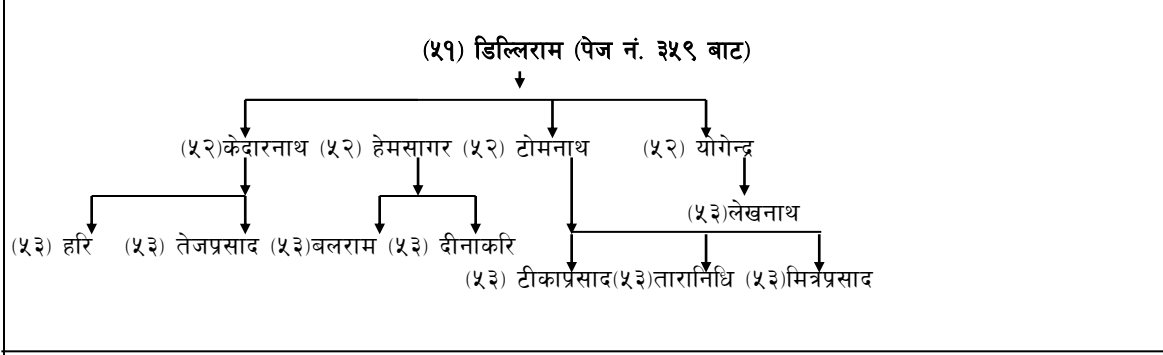 (५१) डिल्लिराम (पेज नं. ३५९ बाट)
(५२)केदारनाथ (५२) हेमसागर (५२) टोमनाथ (५२) योगेन्द्र
(५३)लेखनाथ
(५३) हरि (५३) तेजप्रसाद (५३)बलराम (५३) दीनाकरि
(५३) टीकाप्रसाद(५३)तारानिधि (५३)मित्रप्रसाद